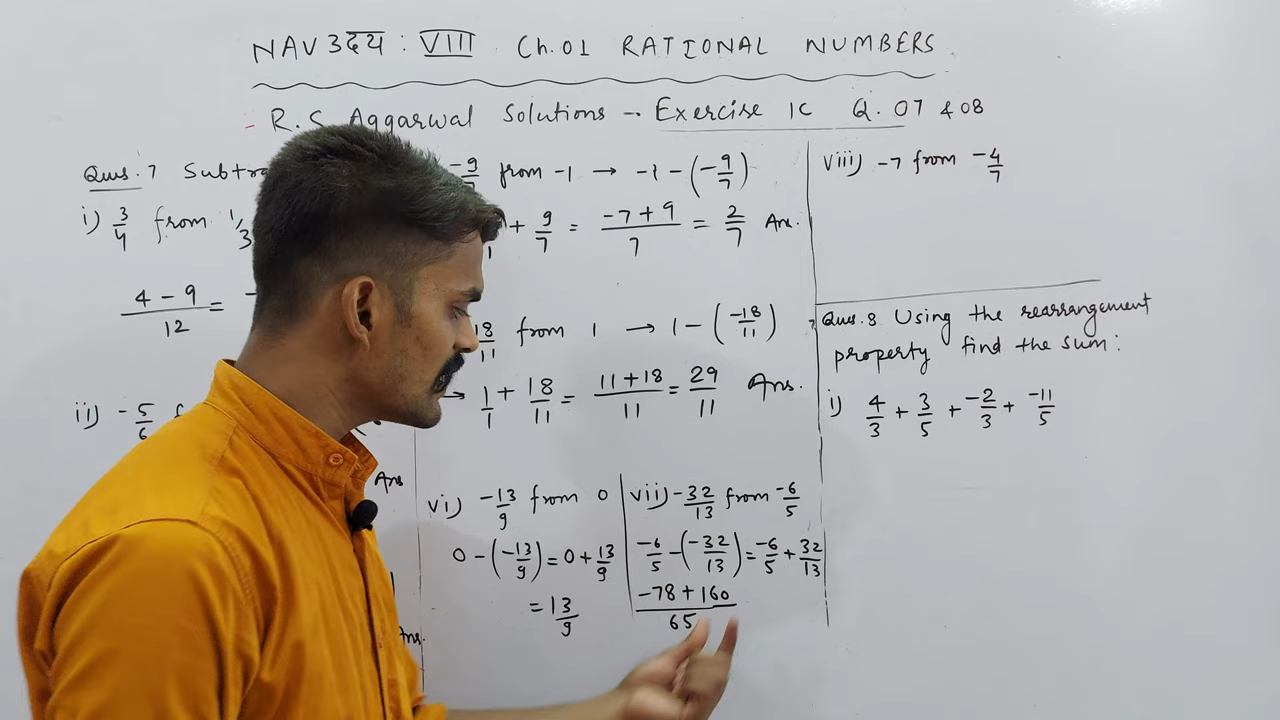 NAVउदय : VIII Ch.01 RATIONAL NUMBERS
R.S Aggarwal Solutions -- Exercise 1C Q. 07 & 08
Ques. 7
i) 3/4 from 1/3
(4 - 9)/12 =
ii) -5/6
Ans
Ans.
-9/7 from -1 → -1 - (-9/7)
+ 9/7 = (-7 + 9)/7 = 2/7 Ans.
18/11 from 1 → 1 - (-18/11)
→ 1/1 + 18/11 = (11 + 18)/11 = 29/11 Ans.
vi) -13/9 from 0
0 - (-13/9) = 0 + 13/9
= 13/9
vii) -32/13 from -6/5
-6/5 - (-32/13) = -6/5 + 32/13
(-78 + 160)/65
viii) -7 from -4/7
Ques. 8 Using the rearrangement
property find the sum:
i) 4/3 + 3/5 + -2/3 + -11/5